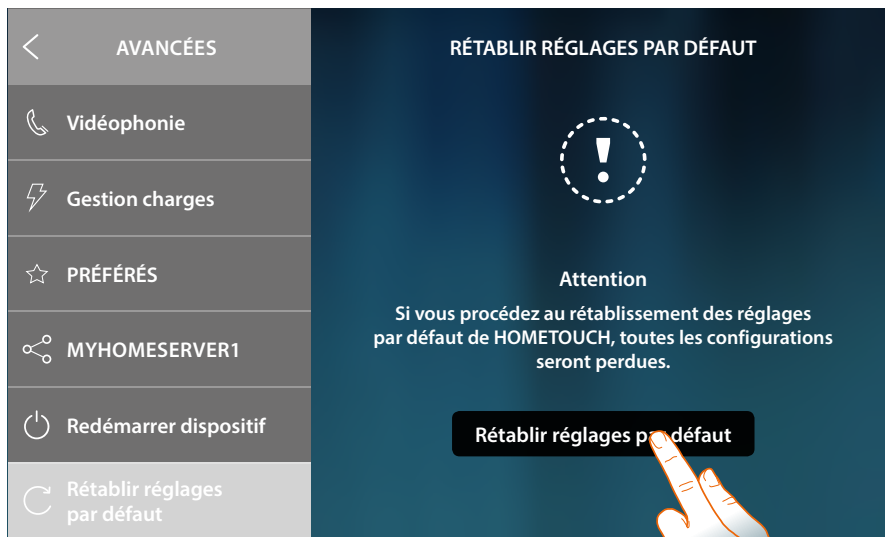 AVANCÉES
Vidéophonie
Gestion charges
PRÉFÉRÉS
MYHOMESERVER1
Redémarrer dispositif
Rétablir réglages
par défaut
RÉTABLIR RÉGLAGES PAR DÉFAUT
!
Attention
Si vous procédez au rétablissement des réglages
par défaut de HOMETOUCH, toutes les configurations
seront perdues.
Rétablir réglages par défaut